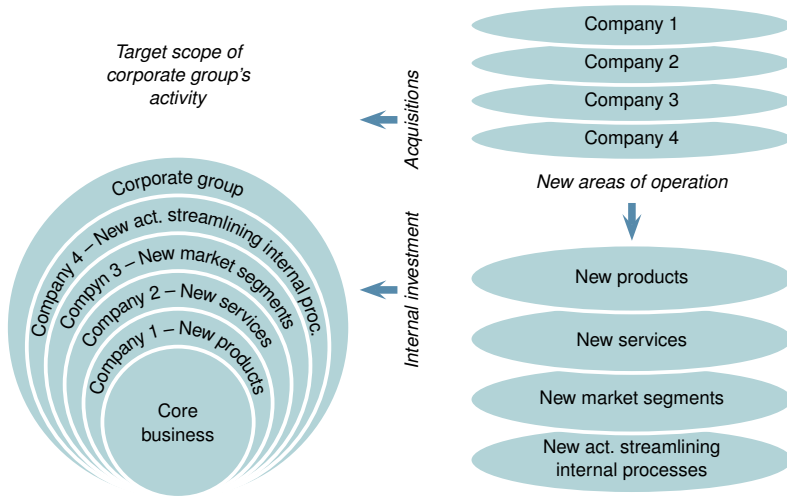 Target scope of
corporate group's
activity
Corporate group
Company 4 – New act. streamlining internal proc.
Compyn 3 – New market segments
Company 2 – New services
Company 1 – New products
Core
business
Acquisitions
Internal investment
Company 1
Company 2
Company 3
Company 4
New areas of operation
New products
New services
New market segments
New act. streamlining
internal processes